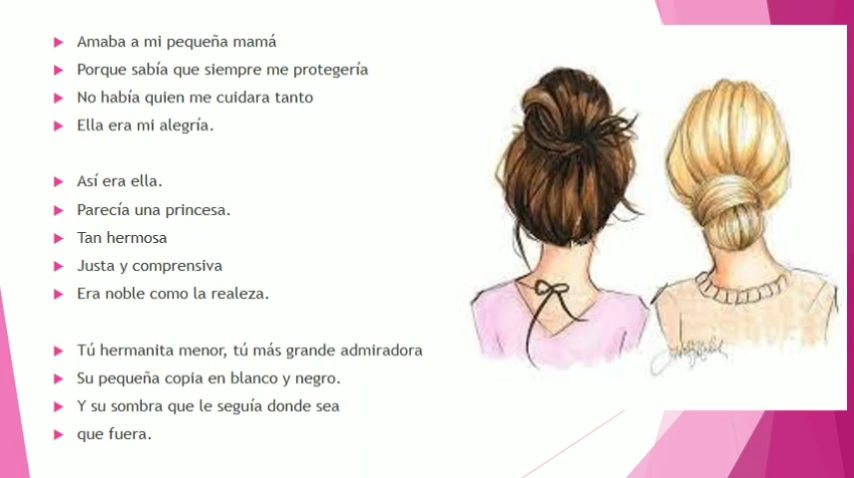 Amaba a mi pequeña mamá
Porque sabía que siempre me protegería
No había quien me cuidara tanto
Ella era mi alegría.
Así era ella.
Parecía una princesa.
Tan hermosa
Justa y comprensiva
Era noble como la realeza.
Tú hermanita menor, tú más grande admiradora
Su pequeña copia en blanco y negro.
Y su sombra que le seguía donde sea
que fuera.